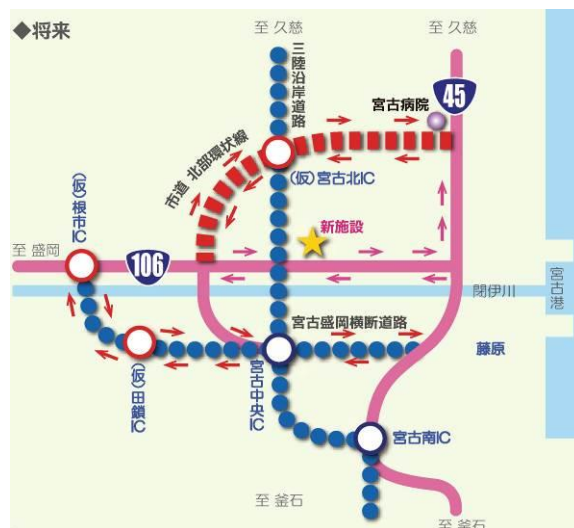 ◆将来
至 久慈
至 久慈
三陸沿岸道路
45
宮古病院
市道 北部環状線
(仮)宮古北IC
(仮)根市IC
新施設
至 盛岡
106
閉伊川
宮古港
宮古盛岡横断道路
藤原
(仮)田鎖IC
宮古中央IC
宮古南IC
至 釜石
至 釜石